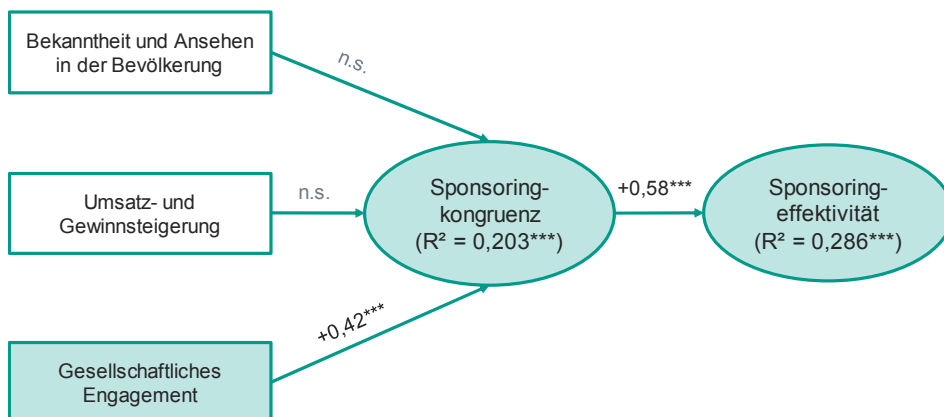 Bekanntheit und Ansehen
in der Bevölkerung
n.s.
Umsatz- und
Gewinnsteigerung
n.s.
Sponsoring-
kongruenz
(R² = 0,203***)
+0,58***
Sponsoring-
effektivität
(R² = 0,286***)
+0,42***
Gesellschaftliches
Engagement